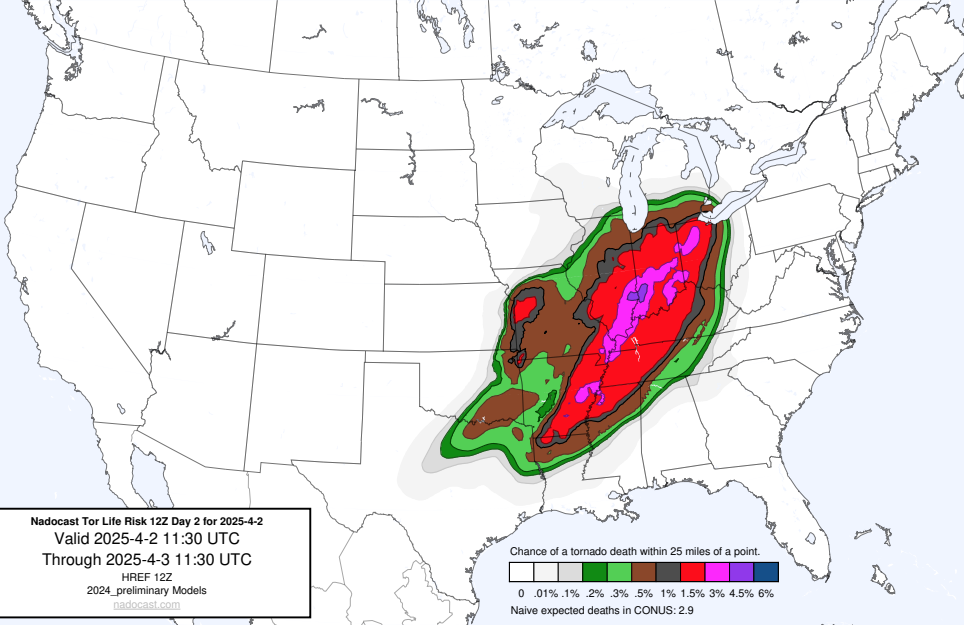 Nadocast Tor Life Risk 12Z Day 2 for 2025-4-2
Valid 2025-4-2 11:30 UTC
Through 2025-4-3 11:30 UTC
HREF 12Z
2024_preliminary Models
nadocast.com
Chance of a tornado death within 25 miles of a point.
0 .01% .1% .2% .3% .5% 1% 1.5% 3% 4.5% 6%
Naive expected deaths in CONUS: 2.9